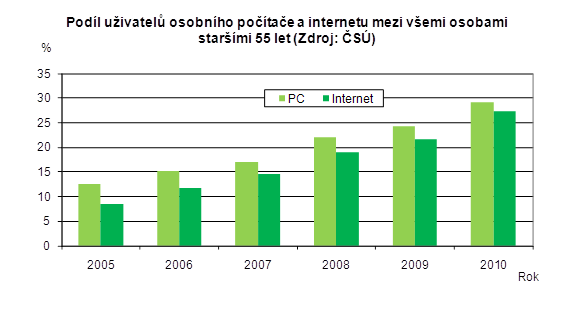 Podíl uživatelů osobního počítače a internetu mezi všemi osobami
staršími 55 let (Zdroj: ČSÚ)
%
PC Internet
35
30
25
20
15
10
5
0
2005 2006 2007 2008 2009 2010
Rok